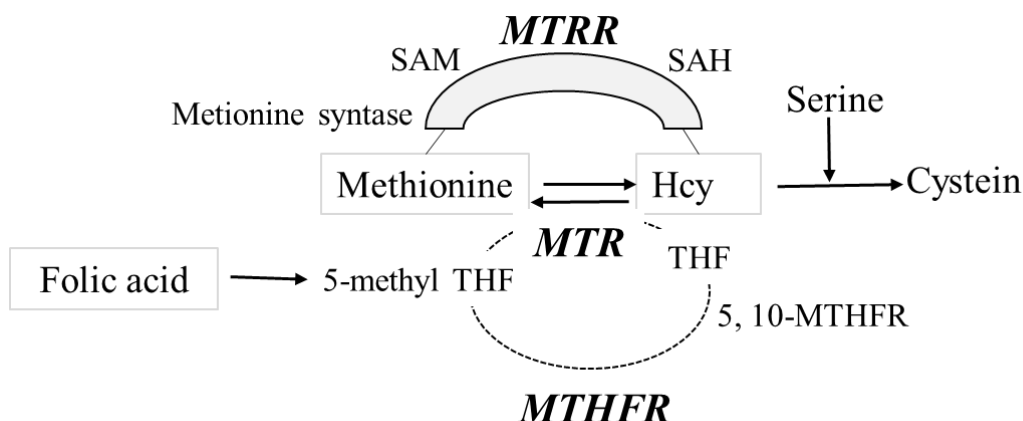 MTRR
SAM
SAH
Metionine syntase
Serine
Methionine
Hcy
Cystein
MTR
THF
Folic acid
5-methyl THF
5, 10-MTHFR
MTHFR